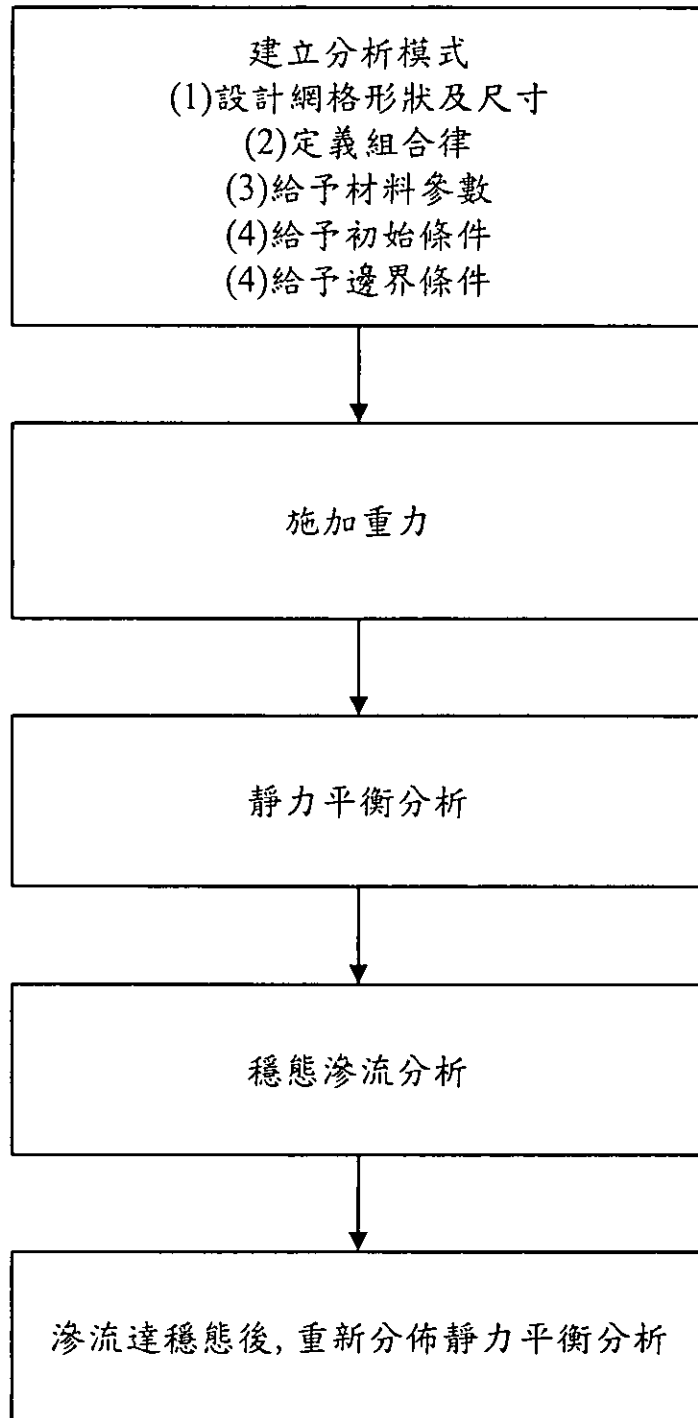 建立分析模式
(1)設計網格形狀及尺寸
(2)定義組合律
(3)給予材料參數
(4)給予初始條件
(4)給予邊界條件
施加重力
靜力平衡分析
穩態滲流分析
滲流達穩態後, 重新分佈靜力平衡分析